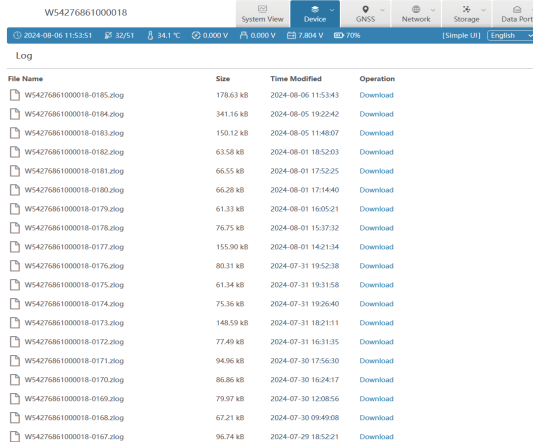 W54276861000018
System View
Device
GNSS
Network
Storage
Data Port
2024-08-06 11:53:51 32/51 34.1 °C 0.000 V 0.000 V 7.804 V 70% [Simple UI] English
Log
File Name Size Time Modified Operation
W54276861000018-0185.zlog 178.63 kB 2024-08-06 11:53:43 Download
W54276861000018-0184.zlog 341.16 kB 2024-08-05 19:22:42 Download
W54276861000018-0183.zlog 150.12 kB 2024-08-05 11:48:07 Download
W54276861000018-0182.zlog 63.58 kB 2024-08-01 18:52:03 Download
W54276861000018-0181.zlog 66.55 kB 2024-08-01 17:52:25 Download
W54276861000018-0180.zlog 66.28 kB 2024-08-01 17:14:40 Download
W54276861000018-0179.zlog 61.33 kB 2024-08-01 16:05:21 Download
W54276861000018-0178.zlog 76.75 kB 2024-08-01 15:37:32 Download
W54276861000018-0177.zlog 155.90 kB 2024-08-01 14:21:34 Download
W54276861000018-0176.zlog 80.31 kB 2024-07-31 19:52:38 Download
W54276861000018-0175.zlog 61.34 kB 2024-07-31 19:31:58 Download
W54276861000018-0174.zlog 75.36 kB 2024-07-31 19:26:40 Download
W54276861000018-0173.zlog 148.59 kB 2024-07-31 18:21:11 Download
W54276861000018-0172.zlog 77.49 kB 2024-07-31 16:31:35 Download
W54276861000018-0171.zlog 94.96 kB 2024-07-30 17:56:30 Download
W54276861000018-0170.zlog 86.86 kB 2024-07-30 16:24:17 Download
W54276861000018-0169.zlog 79.97 kB 2024-07-30 12:08:56 Download
W54276861000018-0168.zlog 67.21 kB 2024-07-30 09:49:08 Download
W54276861000018-0167.zlog 96.74 kB 2024-07-29 18:52:21 Download